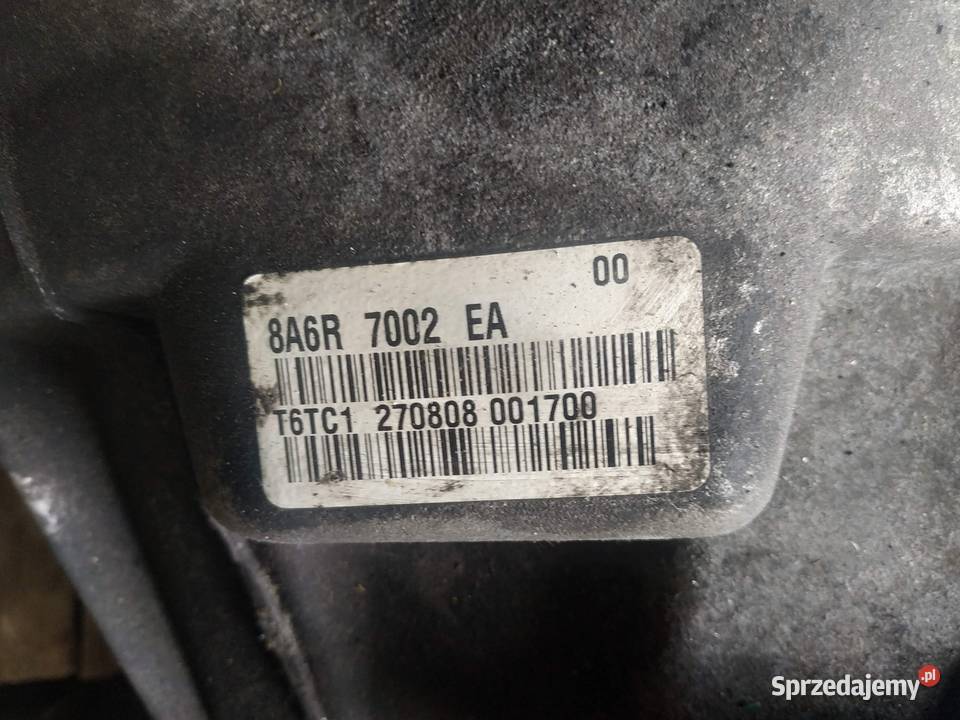 00
8A6R 7002 EA
T6TC1 270808 001700
Sprzedajemy.pl